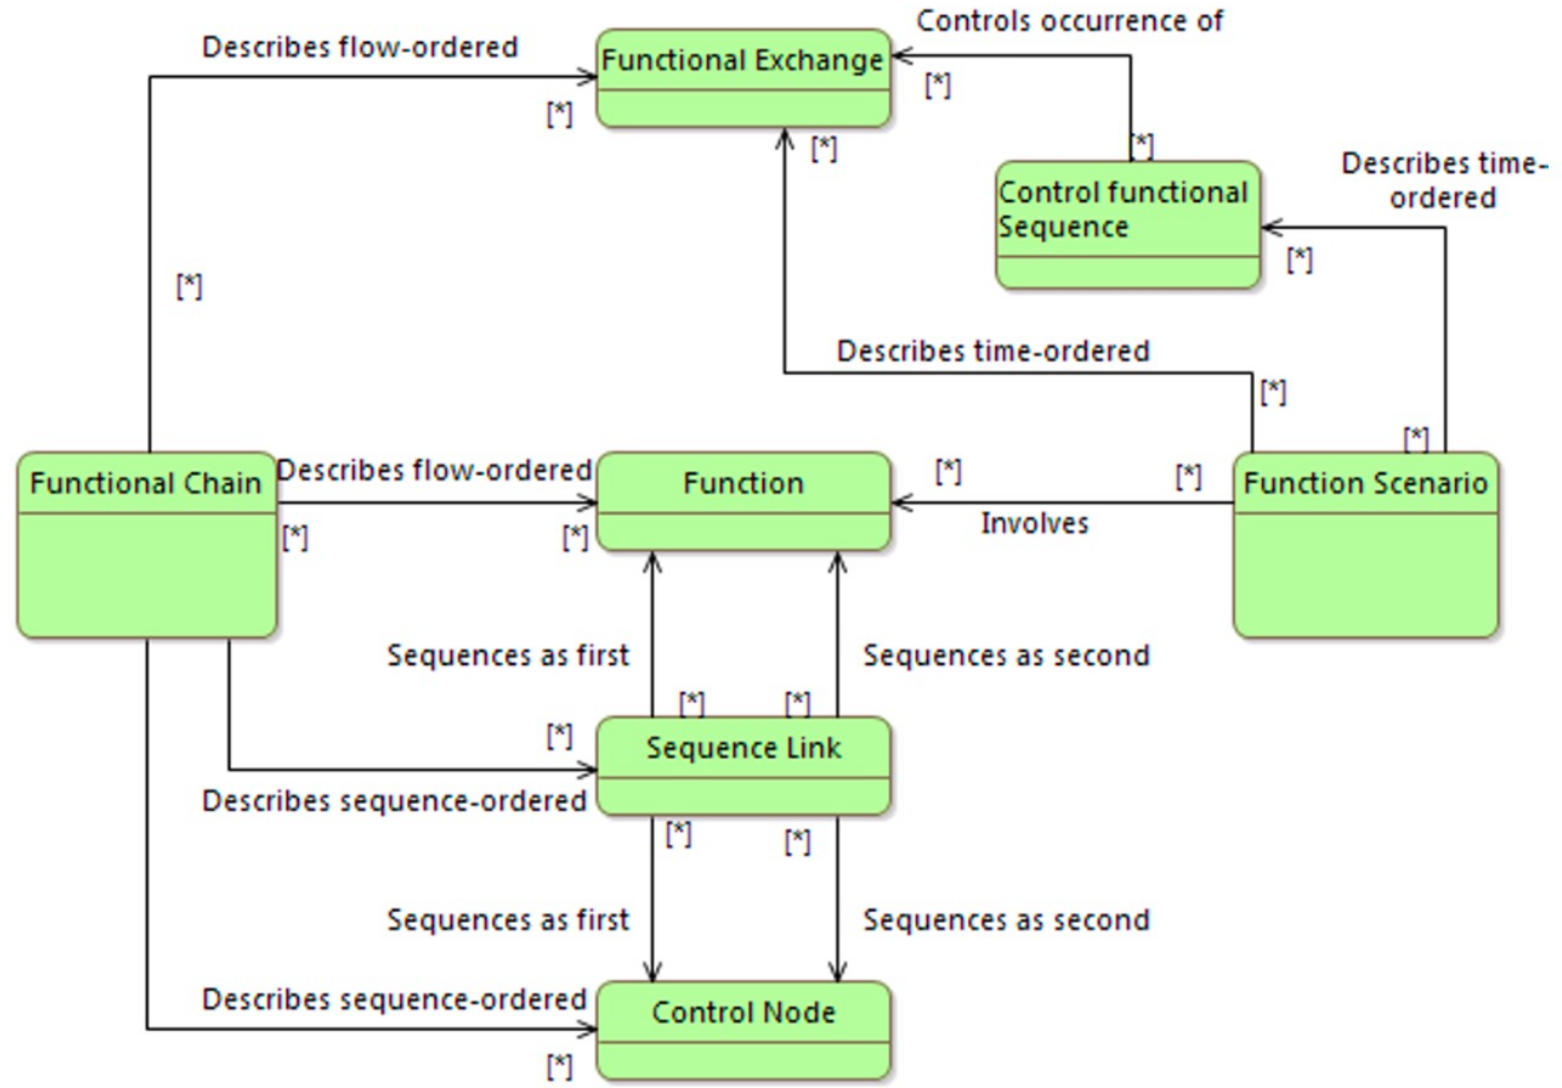 Controls occurrence of
Describes flow-ordered
Functional Exchange
[*]
[*]
[*]
[*]
Describes time-
ordered
Control functional
Sequence
[*]
[*]
Describes time-ordered
[*]
[*]
Functional Chain
Describes flow-ordered
Function
[*]
[*]
Function Scenario
[*]
[*]
Involves
Sequences as first
Sequences as second
[*]
[*]
[*]
Sequence Link
Describes sequence-ordered
[*]
[*]
Sequences as first
Sequences as second
Describes sequence-ordered
Control Node
[*]